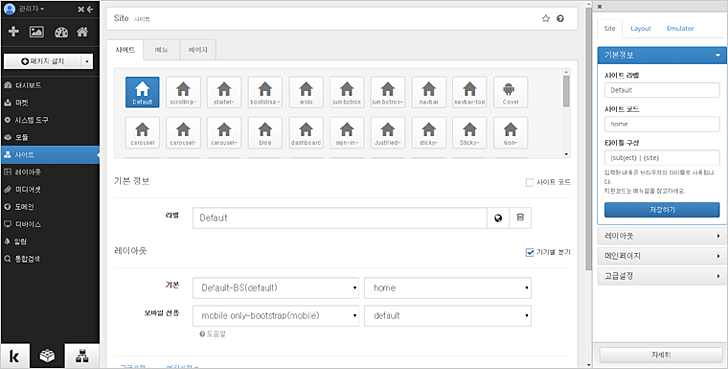 관리자
+ 패키지 설치
대시보드
마켓
시스템 도구
모듈
사이트
레이아웃
미디어셋
도메인
디바이스
알림
통합검색
Site 사이트
사이트 메뉴 페이지
Default scrolling- starter- bootstrap- grids jumbotron jumbotron- navbar navbar-top Cover
carousel carousel- carousel- blog dashboard sign-in- Justified- sticky- Sticky- Non-
기본 정보
사이트 코드
라벨
Default
레이아웃
기기별 분기
기본
Default-BS(default)
home
모바일 전용
mobile only-bootstrap(mobile)
default
도움말
Site Layout Emulator
기본정보
사이트 라벨
Default
사이트 코드
home
타이틀 구성
{subject} | {site}
입력된 내용은 브라우저의 타이틀로 사용됩니다.
치환코드는 매뉴얼을 참고하세요.
저장하기
레이아웃
메인페이지
고급설정
자세히
k